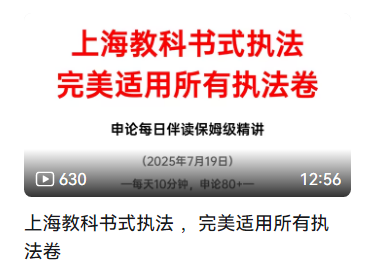 上海教科书式执法
完美适用所有执法卷
申论每日伴读保姆级精讲
（2025年7月19日）
—每天10分钟，申论80+—
630
12:56
上海教科书式执法 ，完美适用所有执
法卷